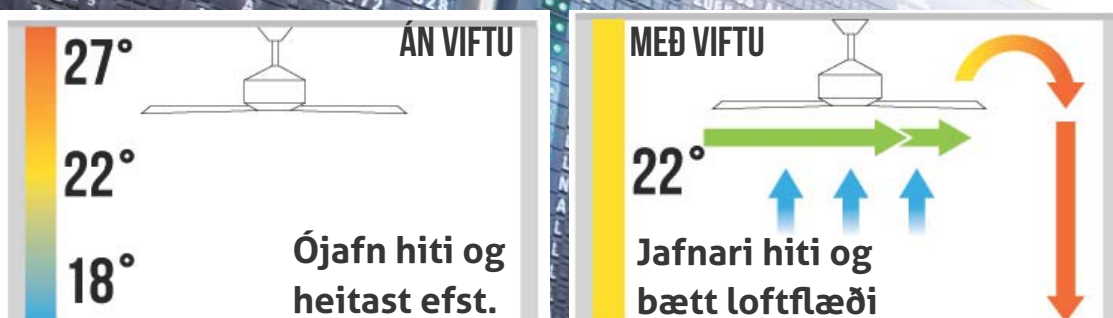 ÁN VIFTU
27°
22°
18°
Ójafn hiti og
heitast efst.
MEÐ VIFTU
22°
Jafnari hiti og
bætt loftflæði